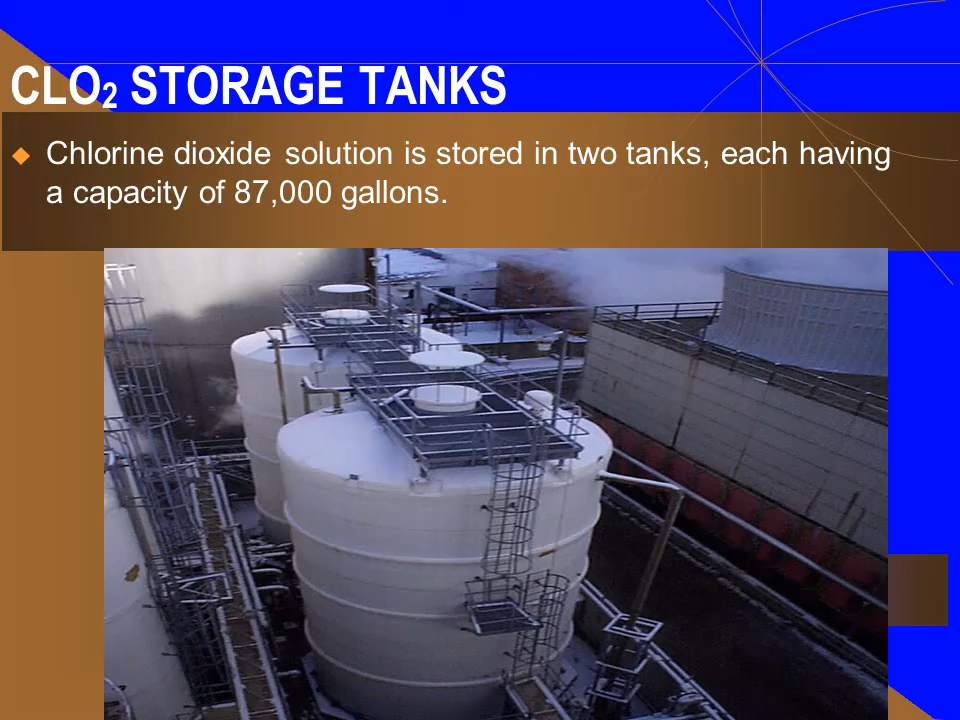 CLO₂ STORAGE TANKS
Chlorine dioxide solution is stored in two tanks, each having
a capacity of 87,000 gallons.